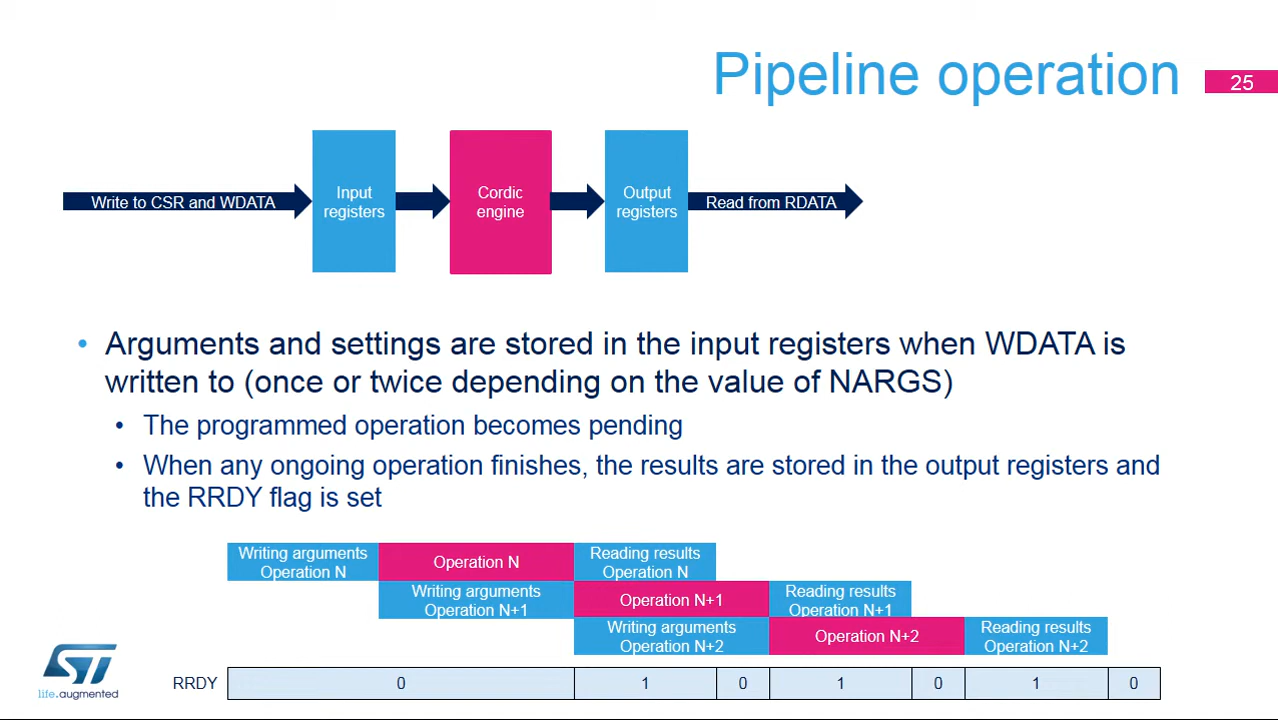 Pipeline operation
25
Write to CSR and WDATA
Input
registers
Cordic
engine
Output
registers
Read from RDATA
• Arguments and settings are stored in the input registers when WDATA is
written to (once or twice depending on the value of NARGS)
• The programmed operation becomes pending
• When any ongoing operation finishes, the results are stored in the output registers and
the RRDY flag is set
Writing arguments
Operation N
Operation N
Reading results
Operation N
Writing arguments
Operation N+1
Operation N+1
Reading results
Operation N+1
Writing arguments
Operation N+2
Operation N+2
Reading results
Operation N+2
RRDY 0 1 0 1 0 1 0
ST
life.augmented